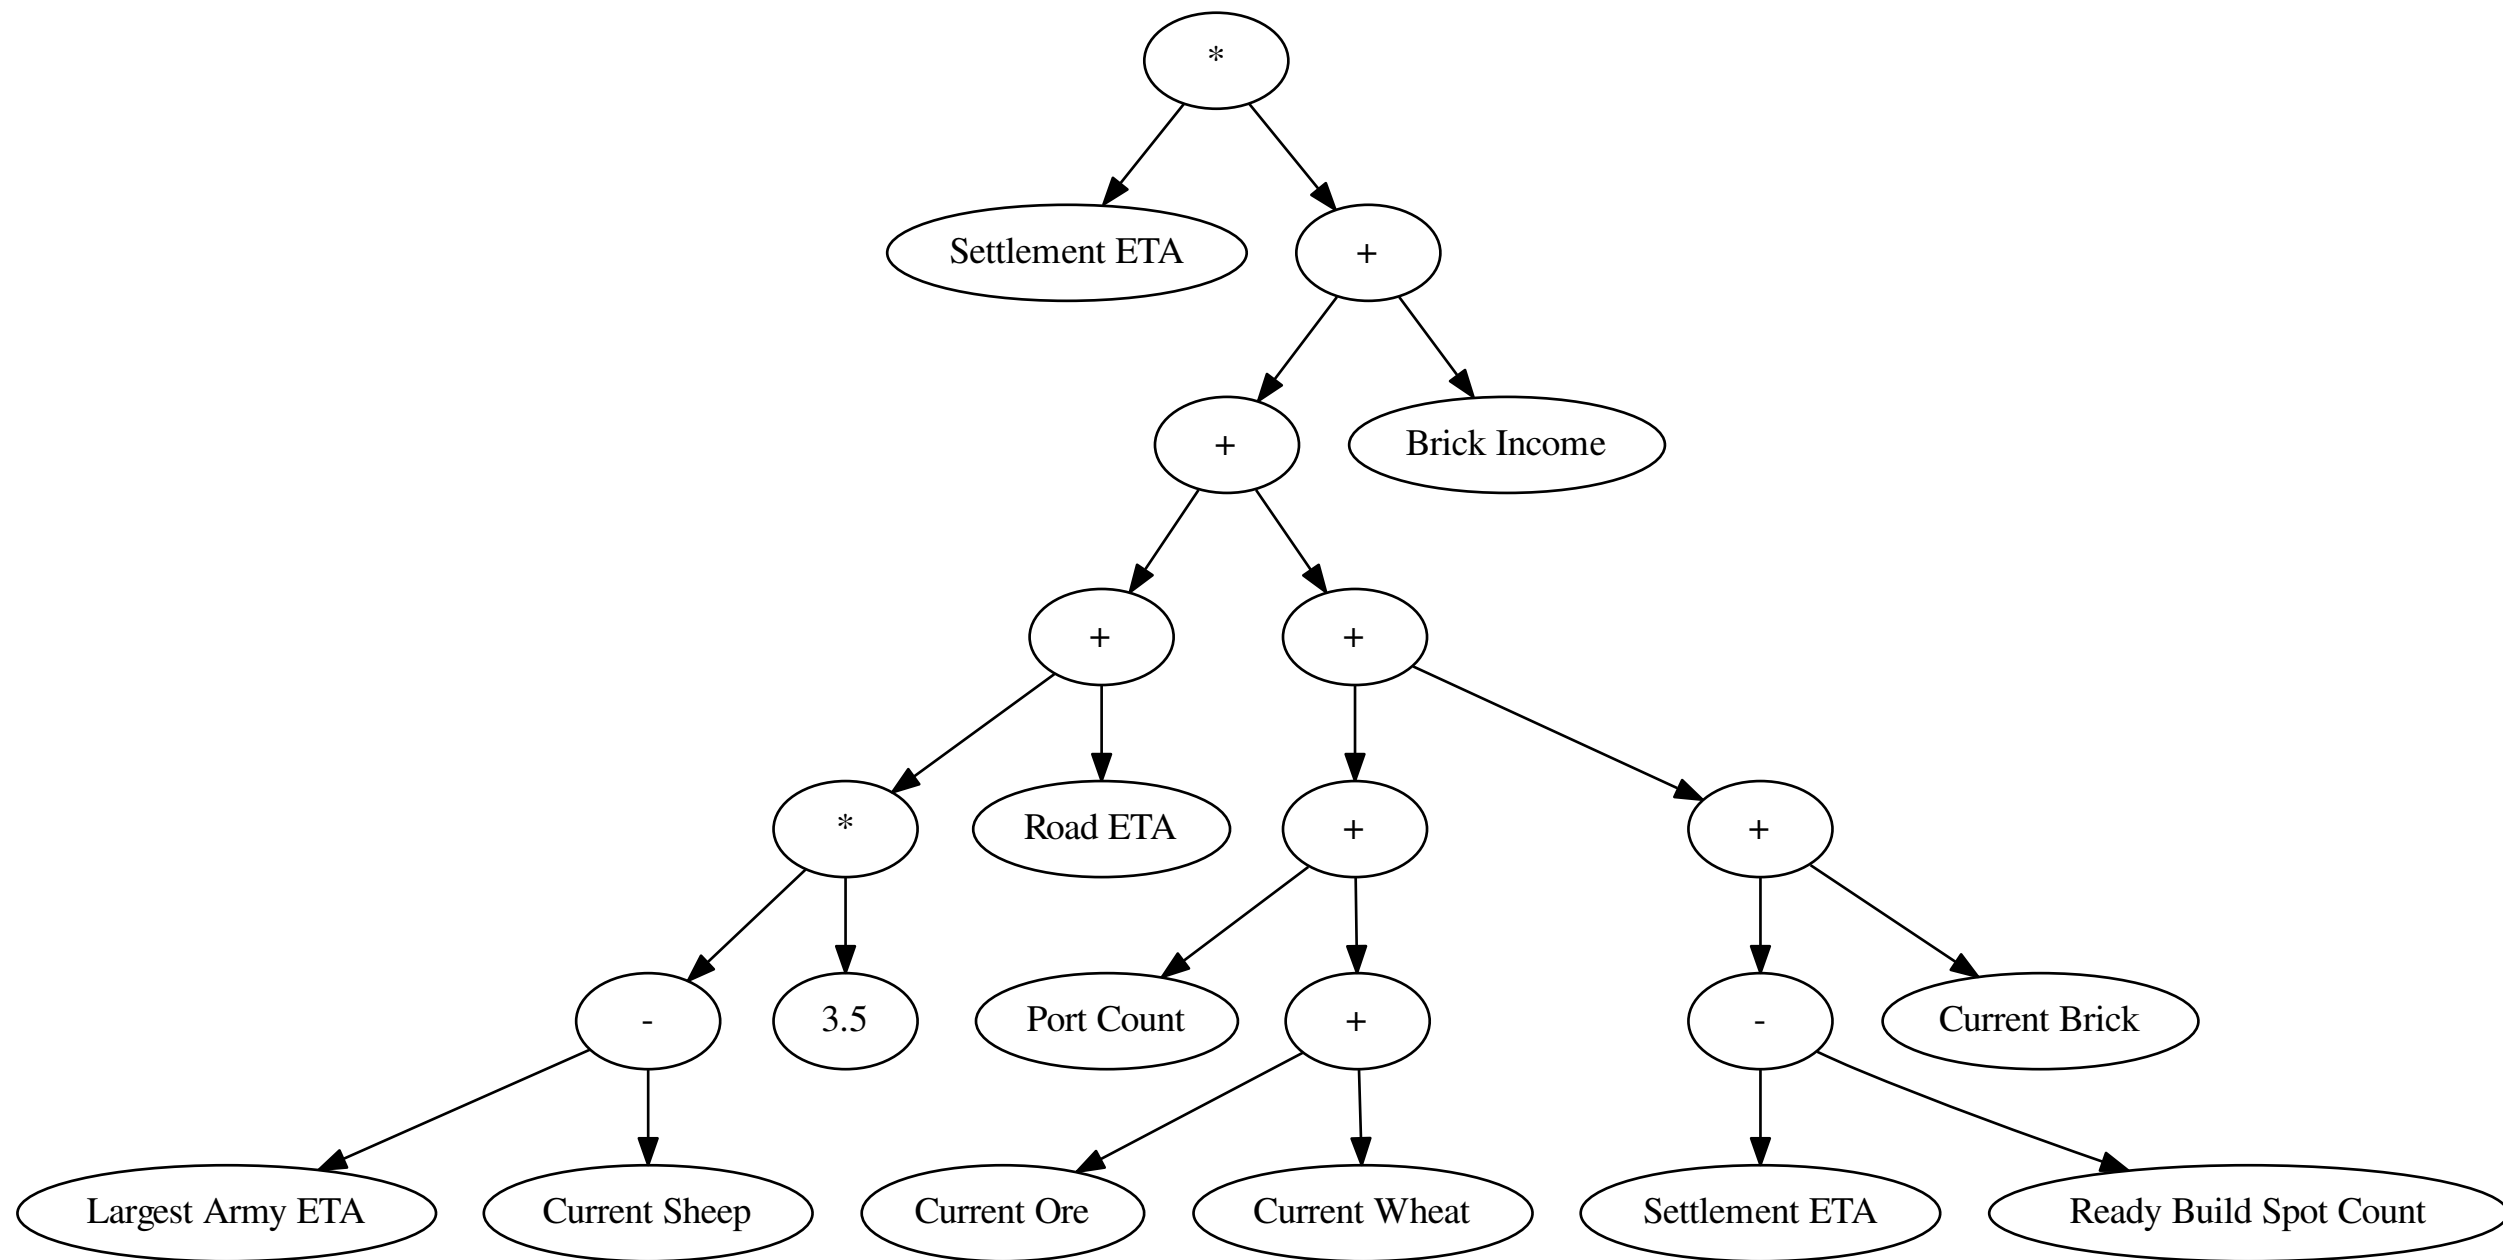 *
Settlement ETA
+
+
Brick Income
+
+
*
Road ETA
+
+
-
3.5
Port Count
+
-
Current Brick
Largest Army ETA
Current Sheep
Current Ore
Current Wheat
Settlement ETA
Ready Build Spot Count